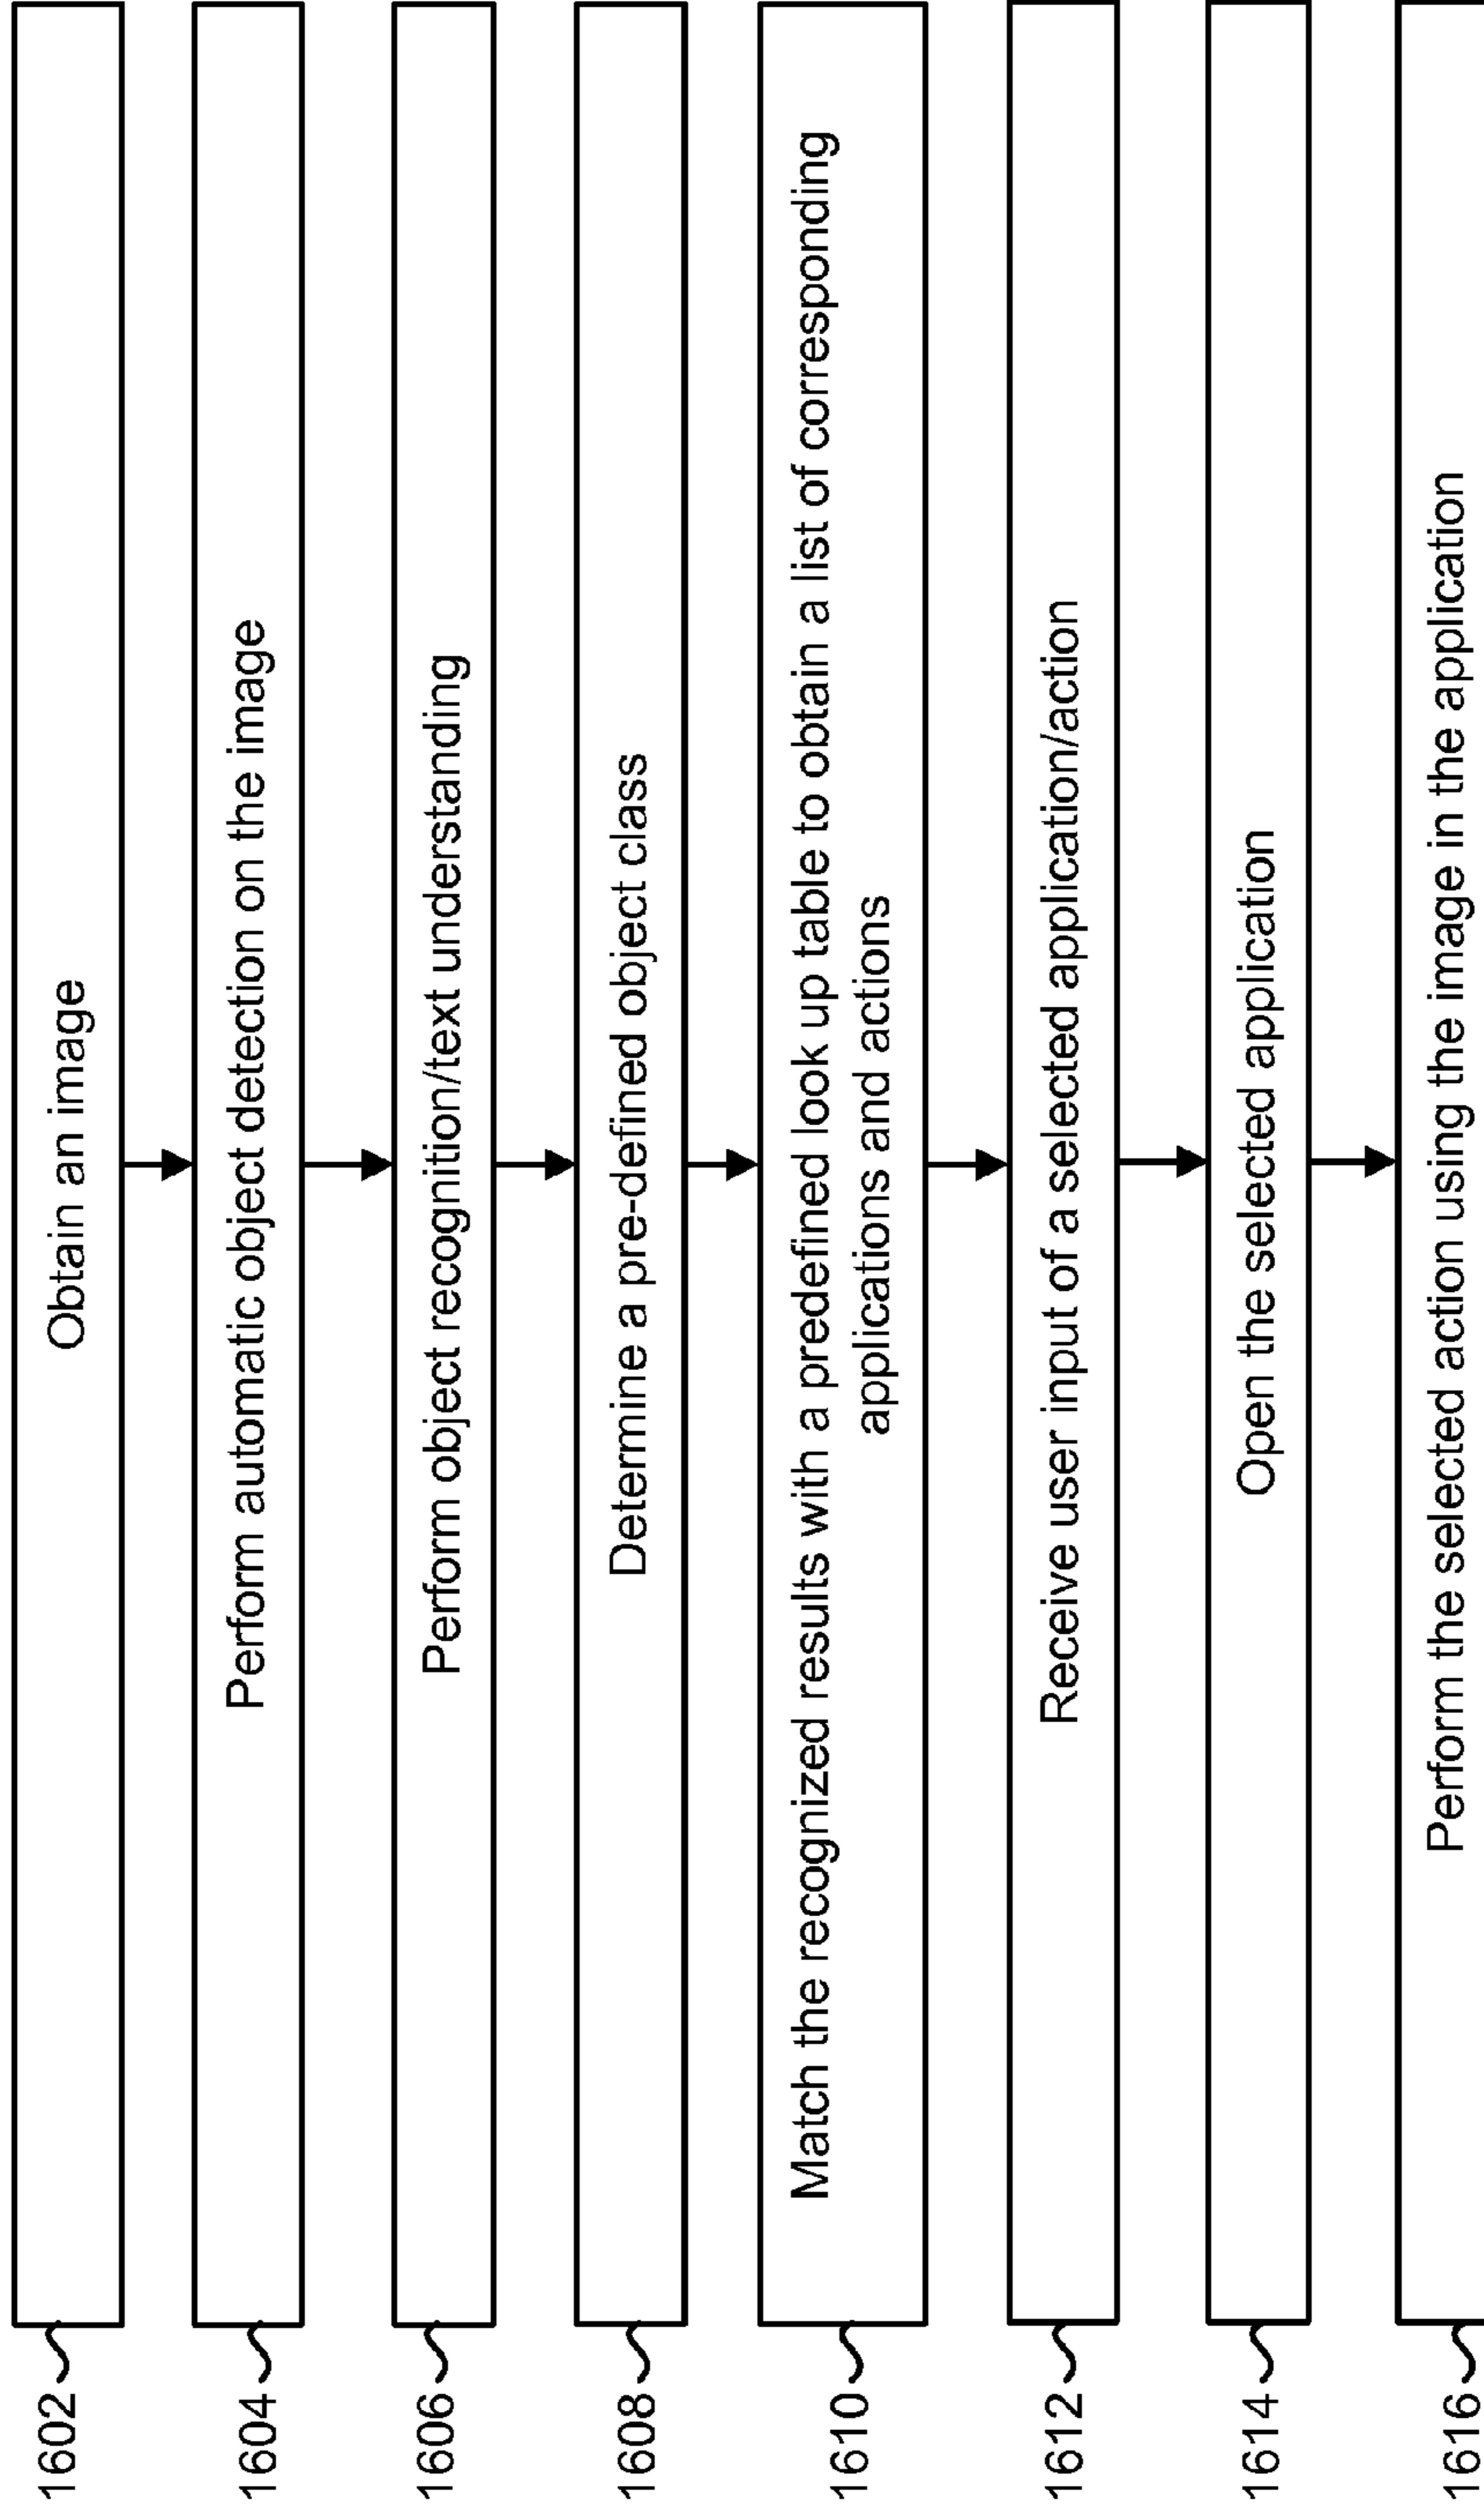 1602
Obtain an image
1604
Perform automatic object detection on the image
1606
Perform object recognition/text understanding
1608
Determine a pre-defined object class
1610
Match the recognized results with a predefined look up table to obtain a list of corresponding
applications and actions
1612
Receive user input of a selected application/action
1614
Open the selected application
1616
Perform the selected action using the image in the application